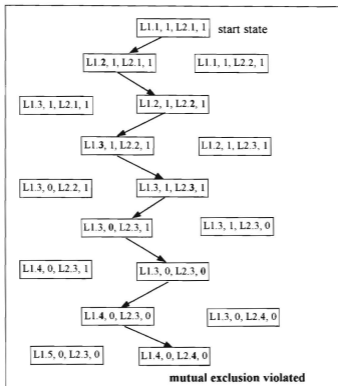 L1.1, 1, L2.1, 1 start state
L1.2, 1, L2.1, 1 L1.1, 1, L2.2, 1
L1.3, 1, L2.1, 1 L1.2, 1, L2.2, 1
L1.3, 1, L2.2, 1 L1.2, 1, L2.3, 1
L1.3, 0, L2.2, 1 L1.3, 1, L2.3, 1
L1.3, 0, L2.3, 1 L1.3, 1, L2.3, 0
L1.4, 0, L2.3, 1 L1.3, 0, L2.3, 0
L1.4, 0, L2.3, 0 L1.3, 0, L2.4, 0
L1.5, 0, L2.3, 0 L1.4, 0, L2.4, 0
mutual exclusion violated